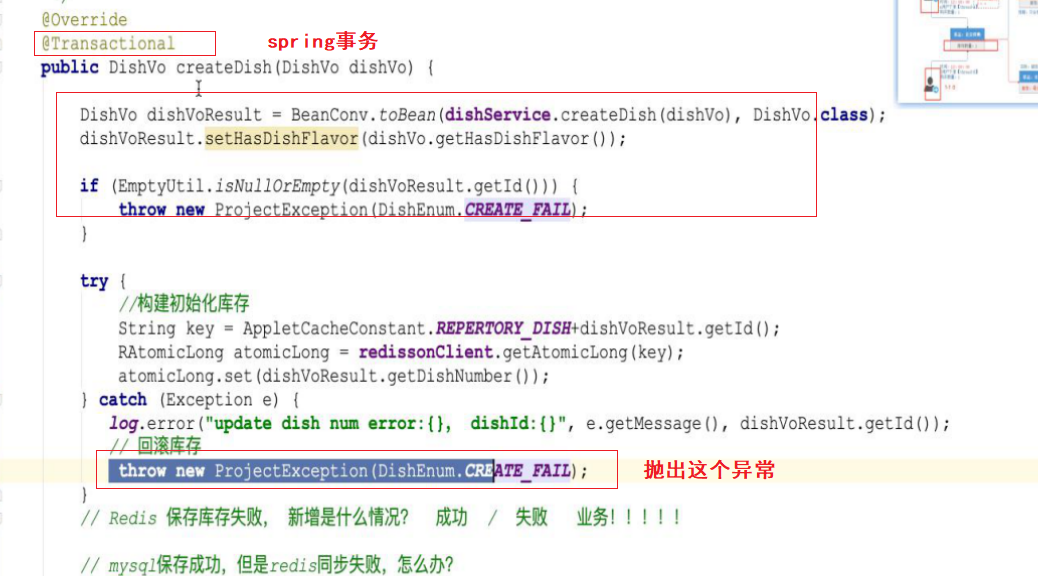 @Override
@Transactional spring事务
public DishVo createDish(DishVo dishVo) {
DishVo dishVoResult = BeanConv.toBean(dishService.createDish(dishVo), DishVo.class);
dishVoResult.setHasDishFlavor(dishVo.getHasDishFlavor());
if (EmptyUtil.isNullOrEmpty(dishVoResult.getId())) {
throw new ProjectException(DishEnum.CREATE_FAIL);
}
try {
//构建初始化库存
String key = AppletCacheConstant.REPERTORY_DISH+dishVoResult.getId();
RAtomicLong atomicLong = redissonClient.getAtomicLong(key);
atomicLong.set(dishVoResult.getDishNumber());
} catch (Exception e) {
log.error("update dish num error:{}, dishId:{}", e.getMessage(), dishVoResult.getId());
// 回滚库存
throw new ProjectException(DishEnum.CREATE_FAIL); 抛出这个异常
}
// Redis 保存库存失败， 新增是什么情况？ 成功 / 失败 业务！！！！！
// mysql保存成功，但是redis同步失败，怎么办？